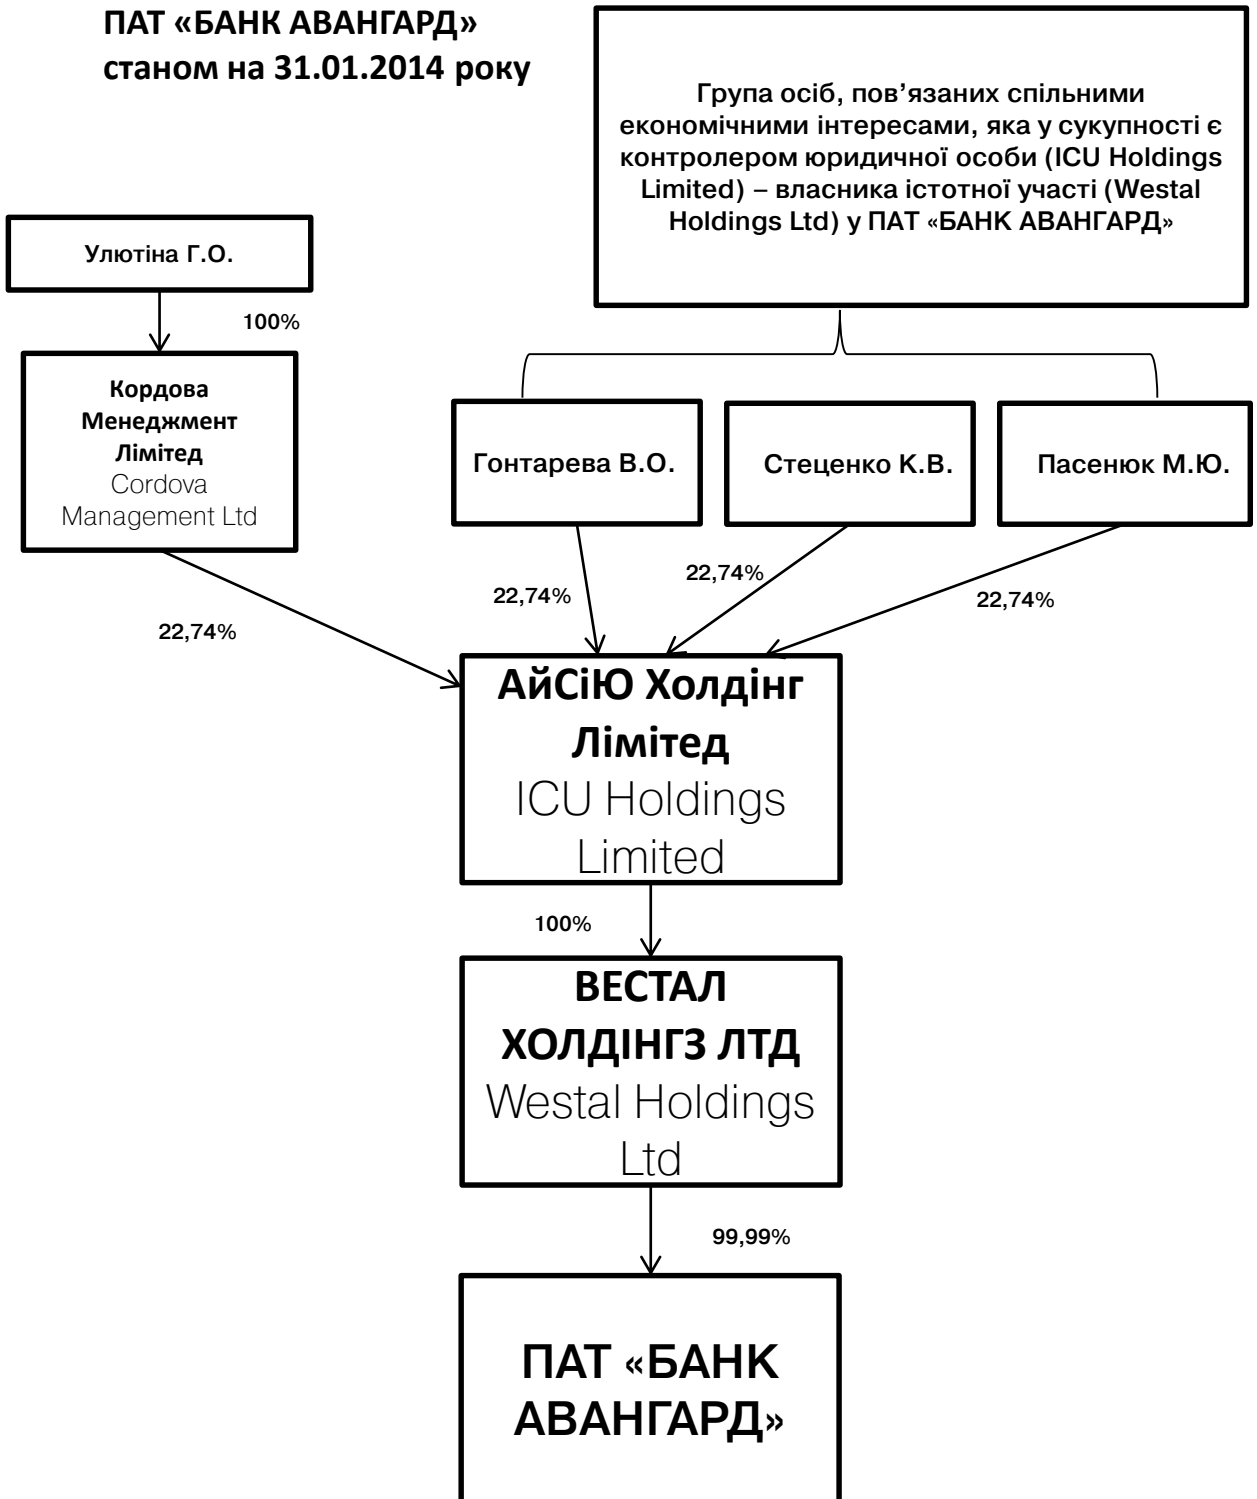 ПАТ «БАНК АВАНГАРД»
станом на 31.01.2014 року
Група осіб, пов’язаних спільними
економічними інтересами, яка у сукупності є
контролером юридичної особи (ICU Holdings
Limited) – власника істотної участі (Westal
Holdings Ltd) у ПАТ «БАНК АВАНГАРД»
Улютіна Г.О.
100%
Кордова
Менеджмент
Лімітед
Cordova
Management Ltd
Гонтарева В.О.
Стеценко К.В.
Пасенюк М.Ю.
22,74%
22,74%
22,74%
22,74%
АйСіЮ Холдінг
Лімітед
ICU Holdings
Limited
100%
ВЕСТАЛ
ХОЛДІНГЗ ЛТД
Westal Holdings
Ltd
99,99%
ПАТ «БАНК
АВАНГАРД»